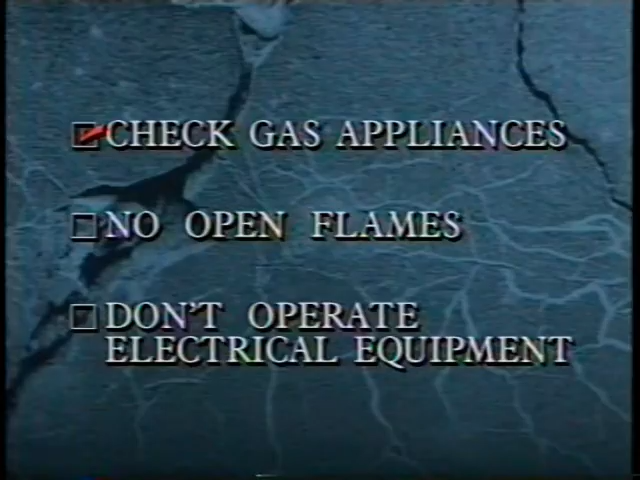 CHECK GAS APPLIANCES
NO OPEN FLAMES
DON'T OPERATE
ELECTRICAL EQUIPMENT